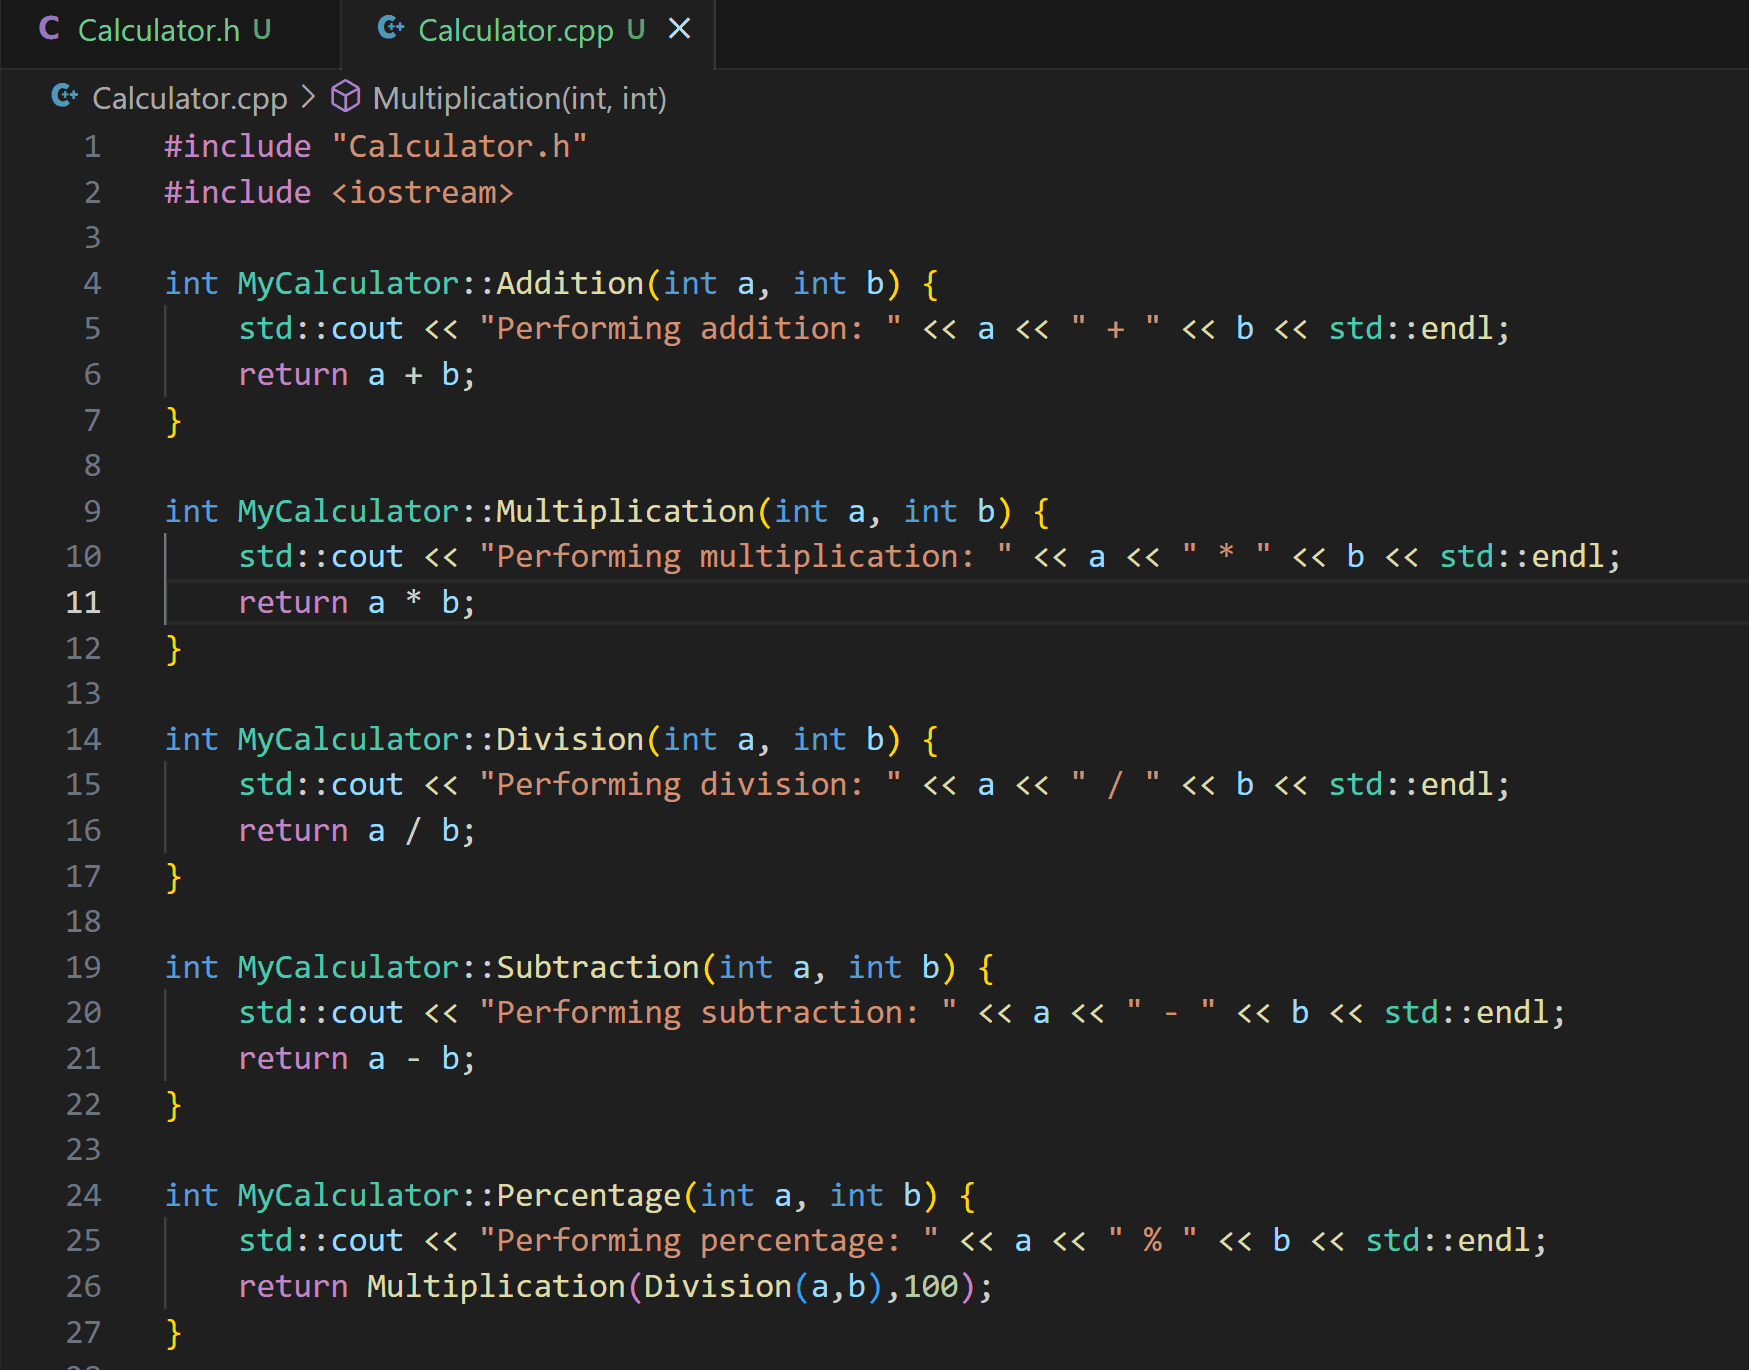 Calculator.h U Calculator.cpp U
Calculator.cpp > Multiplication(int, int)
1 #include "Calculator.h"
2 #include <iostream>
3
4 int MyCalculator::Addition(int a, int b) {
5     std::cout << "Performing addition: " << a << " + " << b << std::endl;
6     return a + b;
7 }
8
9 int MyCalculator::Multiplication(int a, int b) {
10     std::cout << "Performing multiplication: " << a << " * " << b << std::endl;
11     return a * b;
12 }
13
14 int MyCalculator::Division(int a, int b) {
15     std::cout << "Performing division: " << a << " / " << b << std::endl;
16     return a / b;
17 }
18
19 int MyCalculator::Subtraction(int a, int b) {
20     std::cout << "Performing subtraction: " << a << " - " << b << std::endl;
21     return a - b;
22 }
23
24 int MyCalculator::Percentage(int a, int b) {
25     std::cout << "Performing percentage: " << a << " % " << b << std::endl;
26     return Multiplication(Division(a,b),100);
27 }